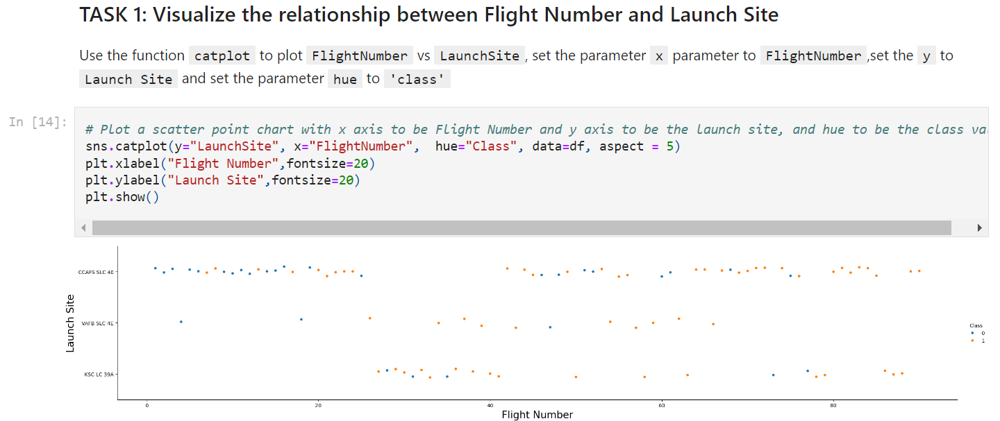 TASK 1: Visualize the relationship between Flight Number and Launch Site
Use the function catplot to plot FlightNumber vs LaunchSite , set the parameter x parameter to FlightNumber ,set the y to
Launch Site and set the parameter hue to 'class'
In [14]:
# Plot a scatter point chart with x axis to be Flight Number and y axis to be the launch site, and hue to be the class
sns.catplot(y="LaunchSite", x="FlightNumber",  hue="Class", data=df, aspect = 5)
plt.xlabel("Flight Number",fontsize=20)
plt.ylabel("Launch Site",fontsize=20)
plt.show()
CCAFS SLC 40
VAFB SLC 4E
KSC LC 39A
Launch Site
Class
0
1
0 20 40 60 80
Flight Number